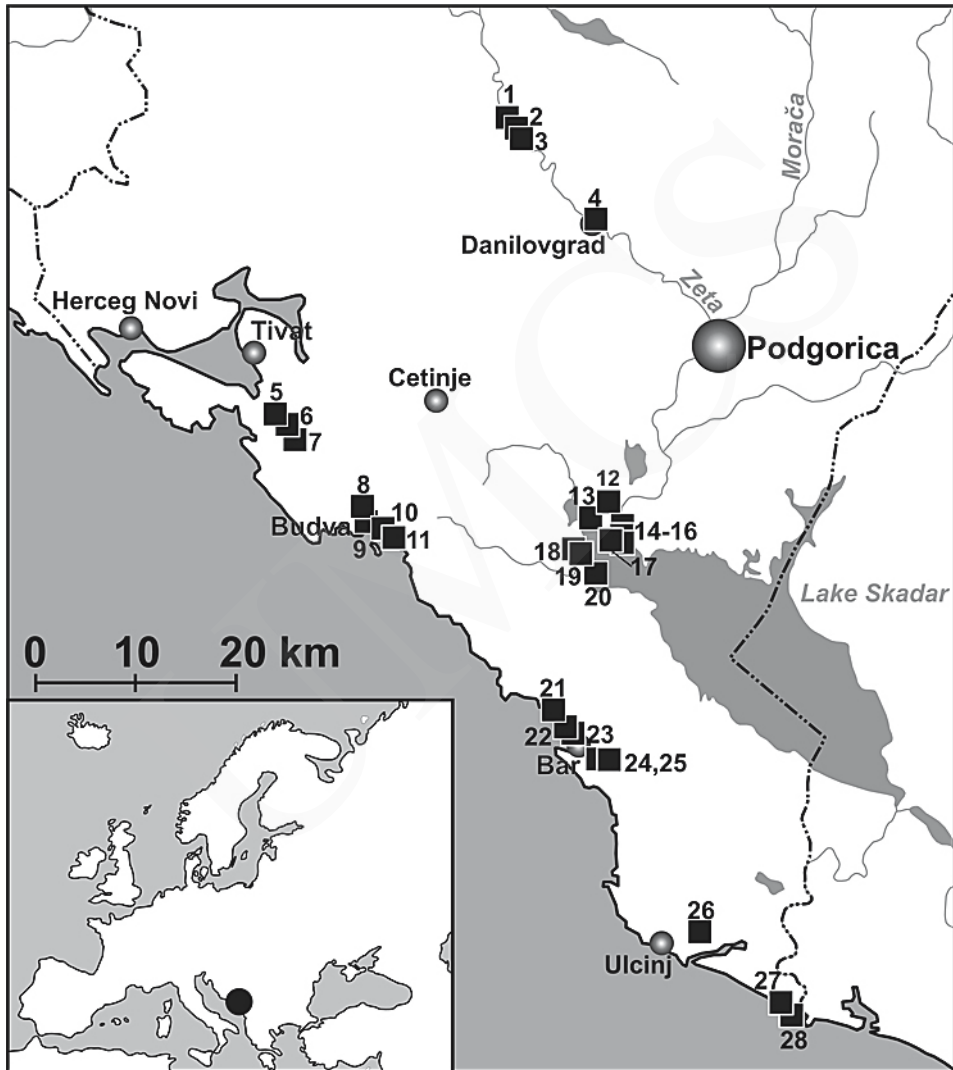 1
2
3
Morača
4
Danilovgrad
Zeta
Herceg Novi
Tivat
Podgorica
Cetinje
5
6
7
8
Budva
9
10
11
12
13
14-16
17
18
19
20
Lake Skadar
0 10 20 km
21
22
23
Bar
24,25
26
Ulcinj
27
28
JMCS